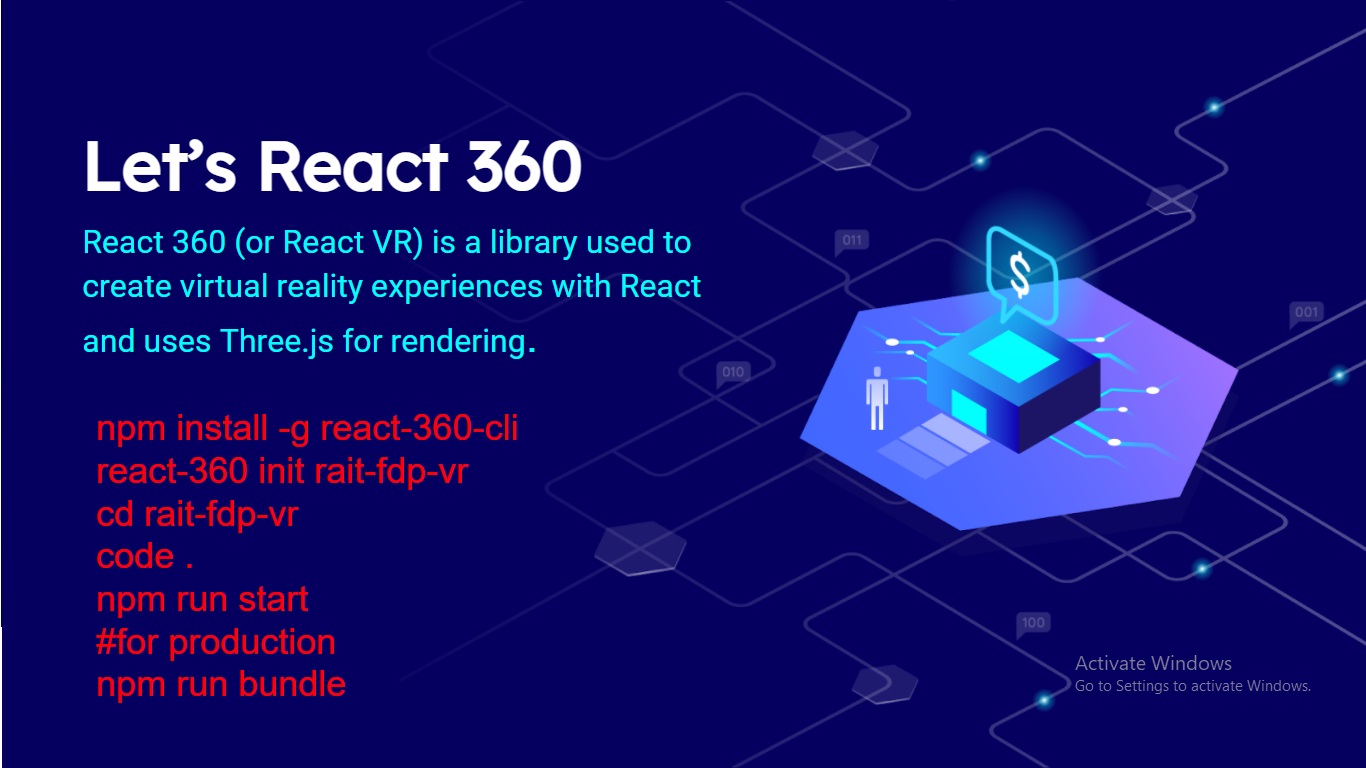 Let’s React 360
React 360 (or React VR) is a library used to
create virtual reality experiences with React
and uses Three.js for rendering.
npm install -g react-360-cli
react-360 init rait-fdp-vr
cd rait-fdp-vr
code .
npm run start
#for production
npm run bundle
011
$
001
010
100
Activate Windows
Go to Settings to activate Windows.